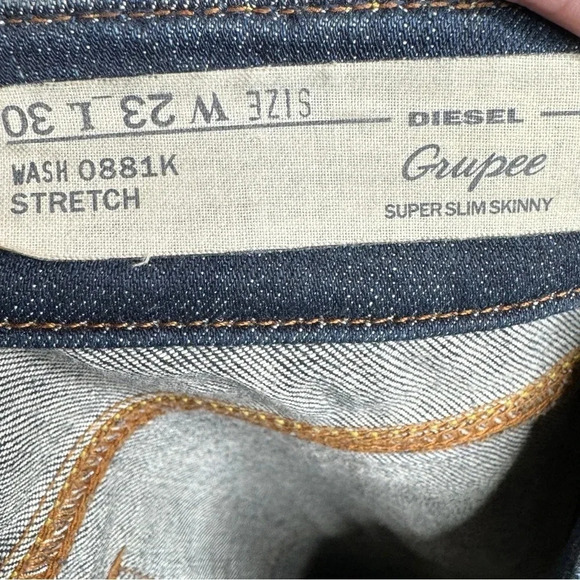 SIZE W 23 L 30
WASH 0881K
STRETCH
DIESEL
Grupee
SUPER SLIM SKINNY